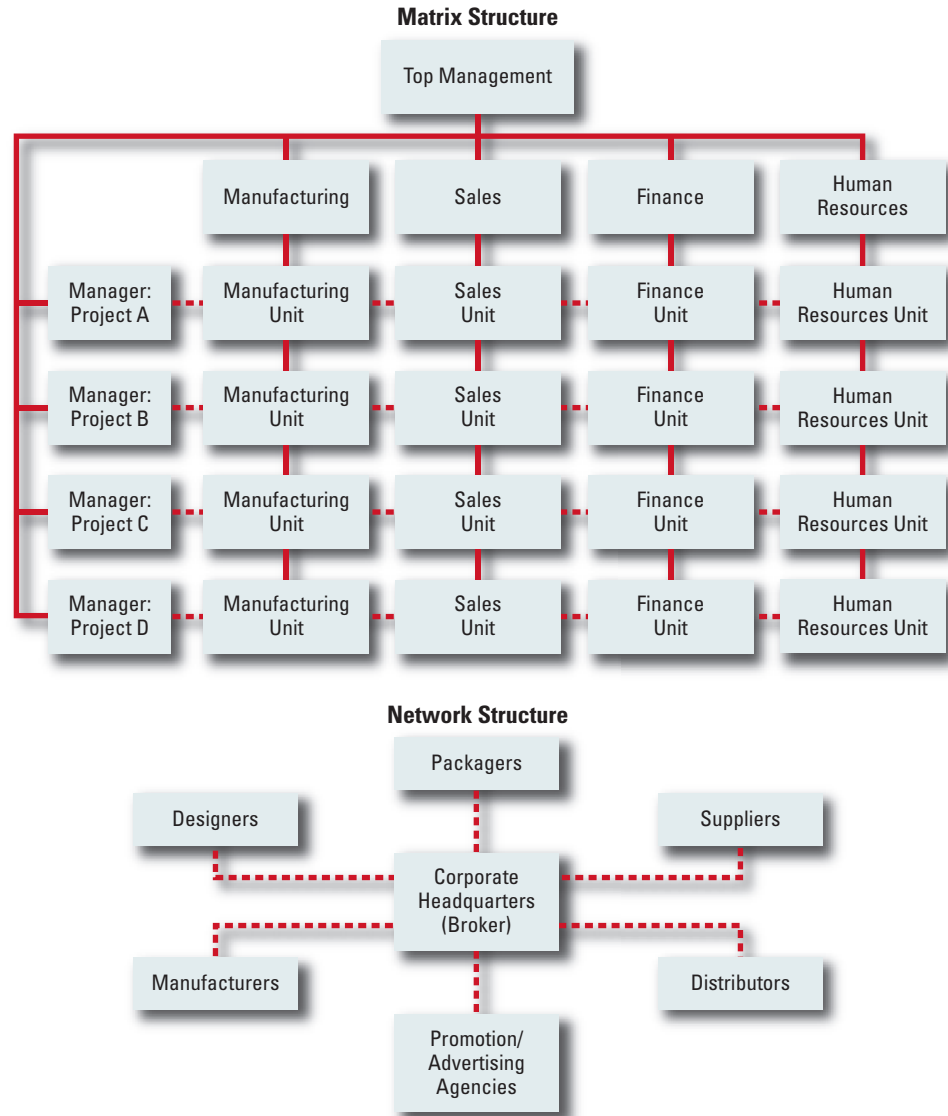 Matrix Structure
Top Management
Manufacturing
Sales
Finance
Human
Resources
Manager:
Project A
Manufacturing
Unit
Sales
Unit
Finance
Unit
Human
Resources Unit
Manager:
Project B
Manufacturing
Unit
Sales
Unit
Finance
Unit
Human
Resources Unit
Manager:
Project C
Manufacturing
Unit
Sales
Unit
Finance
Unit
Human
Resources Unit
Manager:
Project D
Manufacturing
Unit
Sales
Unit
Finance
Unit
Human
Resources Unit
Network Structure
Packagers
Designers
Suppliers
Corporate
Headquarters
(Broker)
Manufacturers
Distributors
Promotion/
Advertising
Agencies